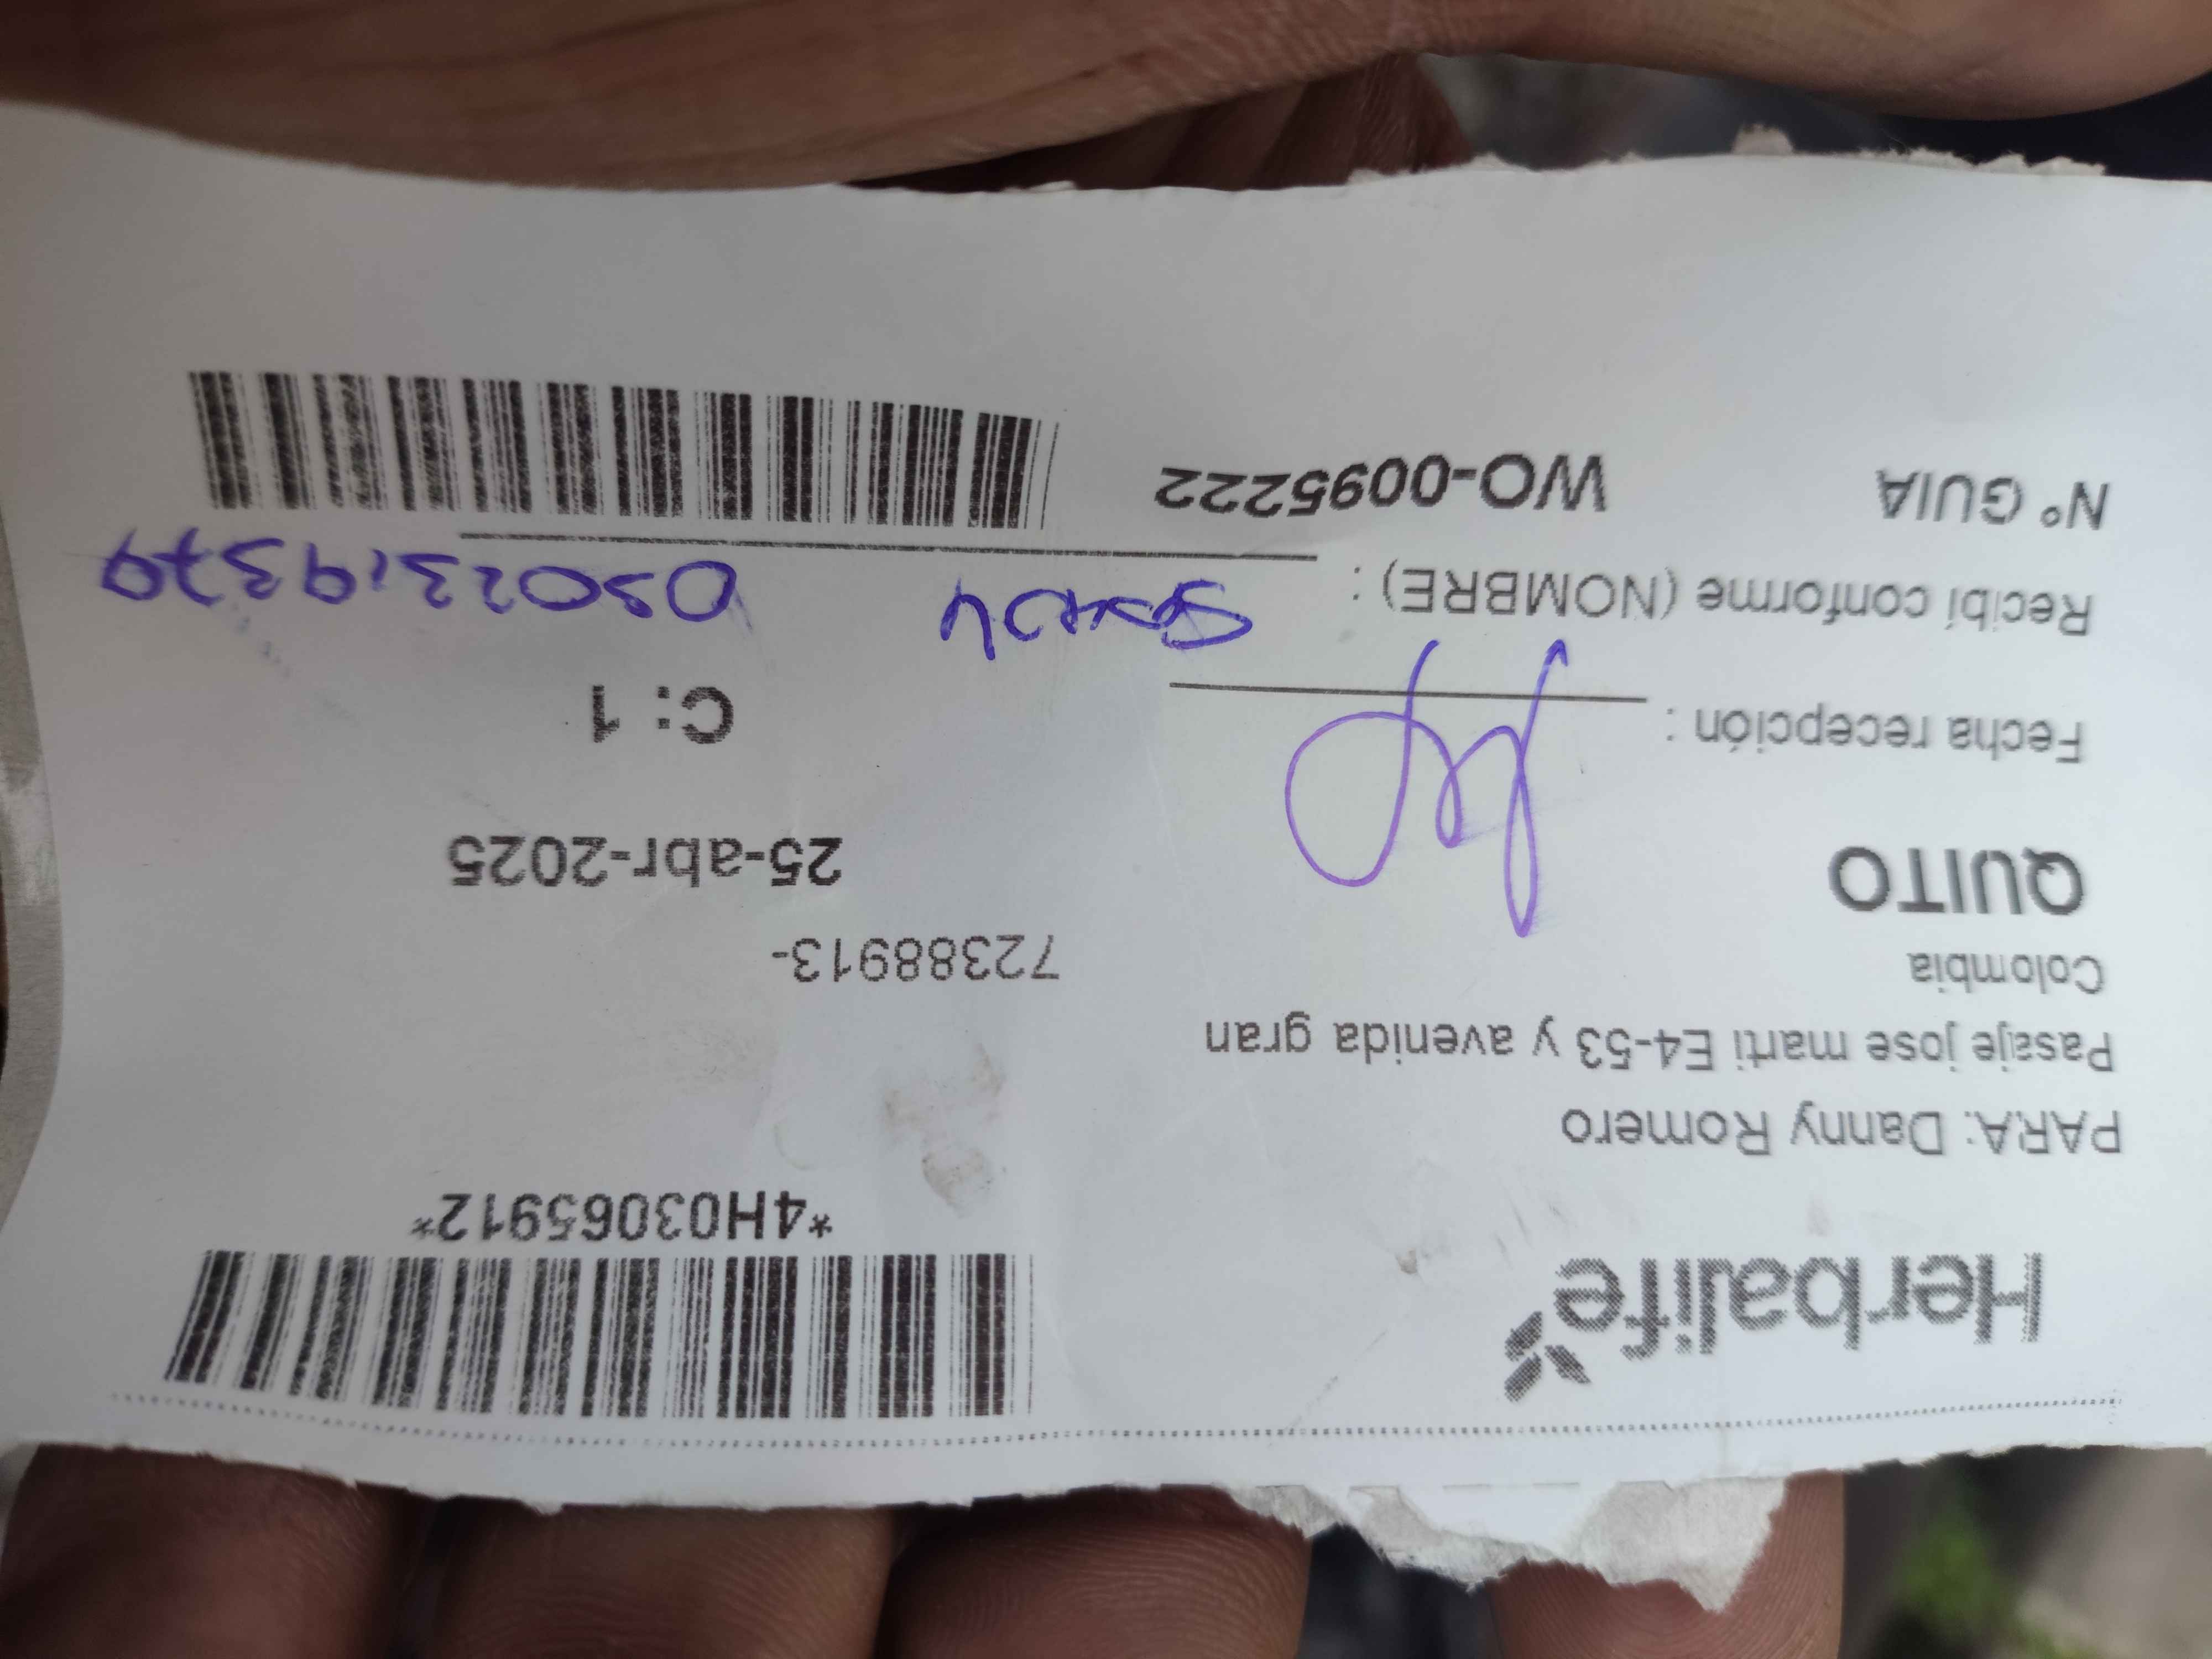 Herbalife
*4H03065912*
PARA: Danny Romero
Pasaje jose marti E4-53 y avenida gran
Colombia
72388913-
QUITO
25-abr-2025
Fecha recepción :
C: 1
Recibí conforme (NOMBRE) :
0502319379
N° GUIA WO-0095222